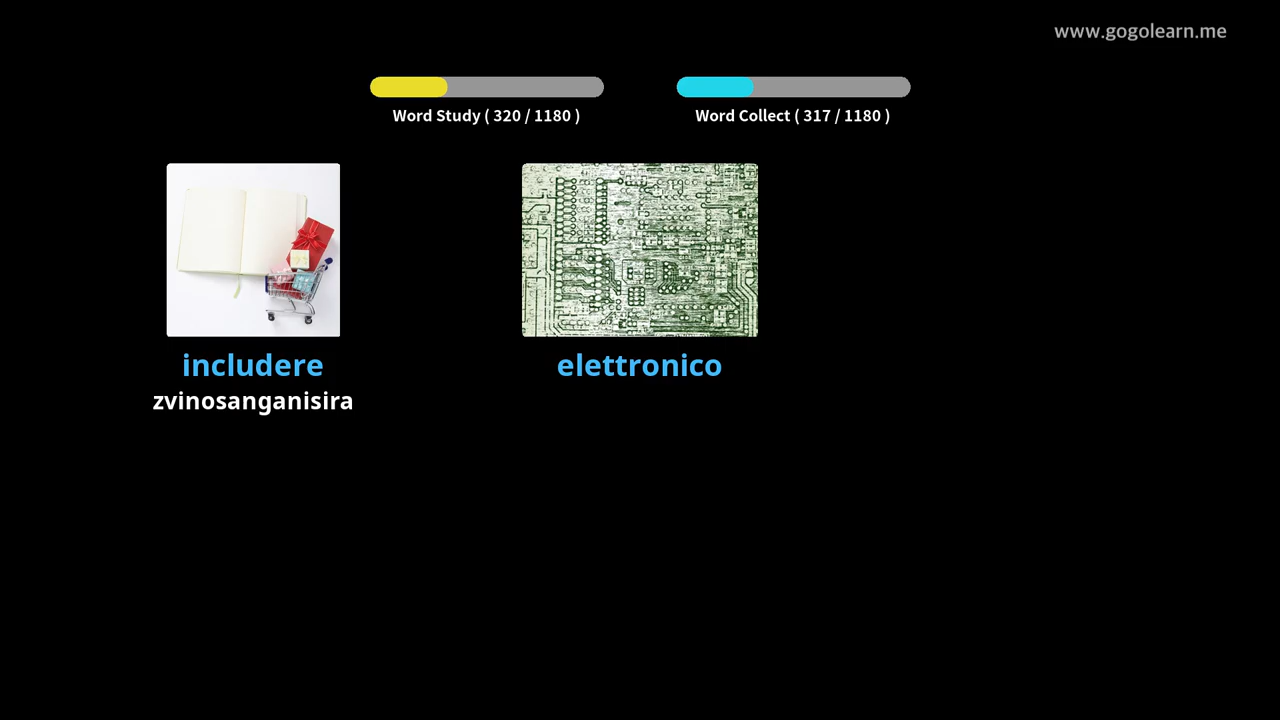 www.gogolearn.me
Word Study ( 320 / 1180 )
Word Collect ( 317 / 1180 )
includere
zvinosanganisira
elettronico